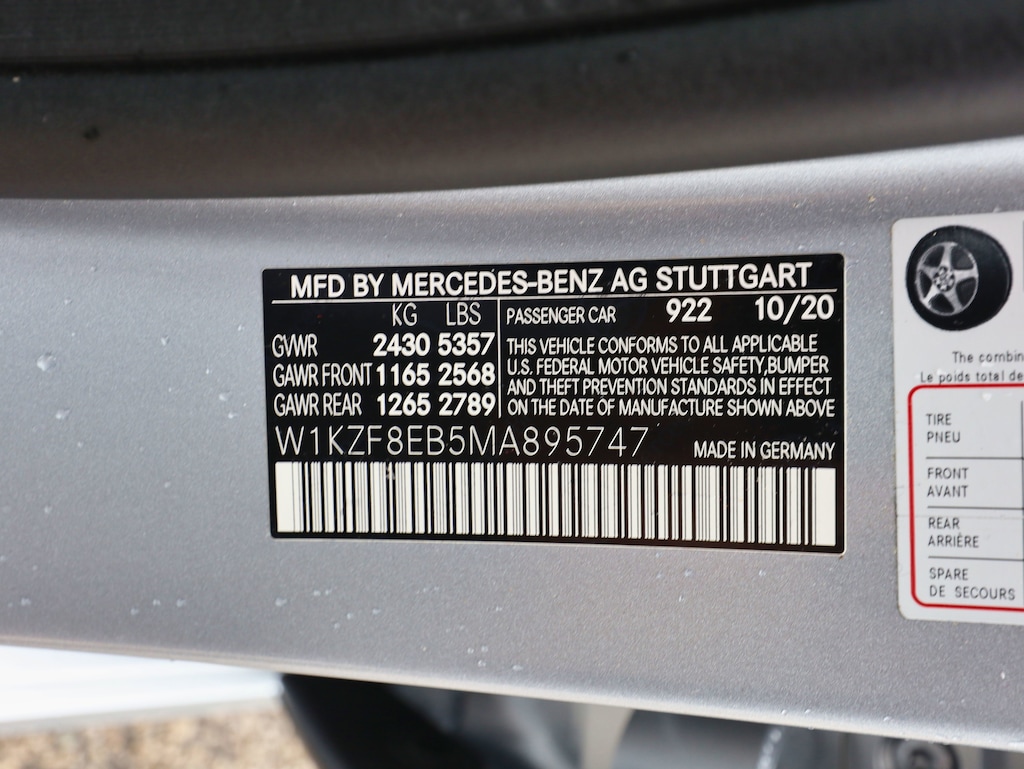 MFD BY MERCEDES-BENZ AG STUTTGART
KG LBS
GVWR 2430 5357
GAWR FRONT 1165 2568
GAWR REAR 1265 2789
PASSENGER CAR 922 10/20
THIS VEHICLE CONFORMS TO ALL APPLICABLE
U.S. FEDERAL MOTOR VEHICLE SAFETY,BUMPER
AND THEFT PREVENTION STANDARDS IN EFFECT
ON THE DATE OF MANUFACTURE SHOWN ABOVE
W1KZF8EB5MA895747
MADE IN GERMANY
The combin
Le poids total de
TIRE
PNEU
FRONT
AVANT
REAR
ARRIÈRE
SPARE
DE SECOURS